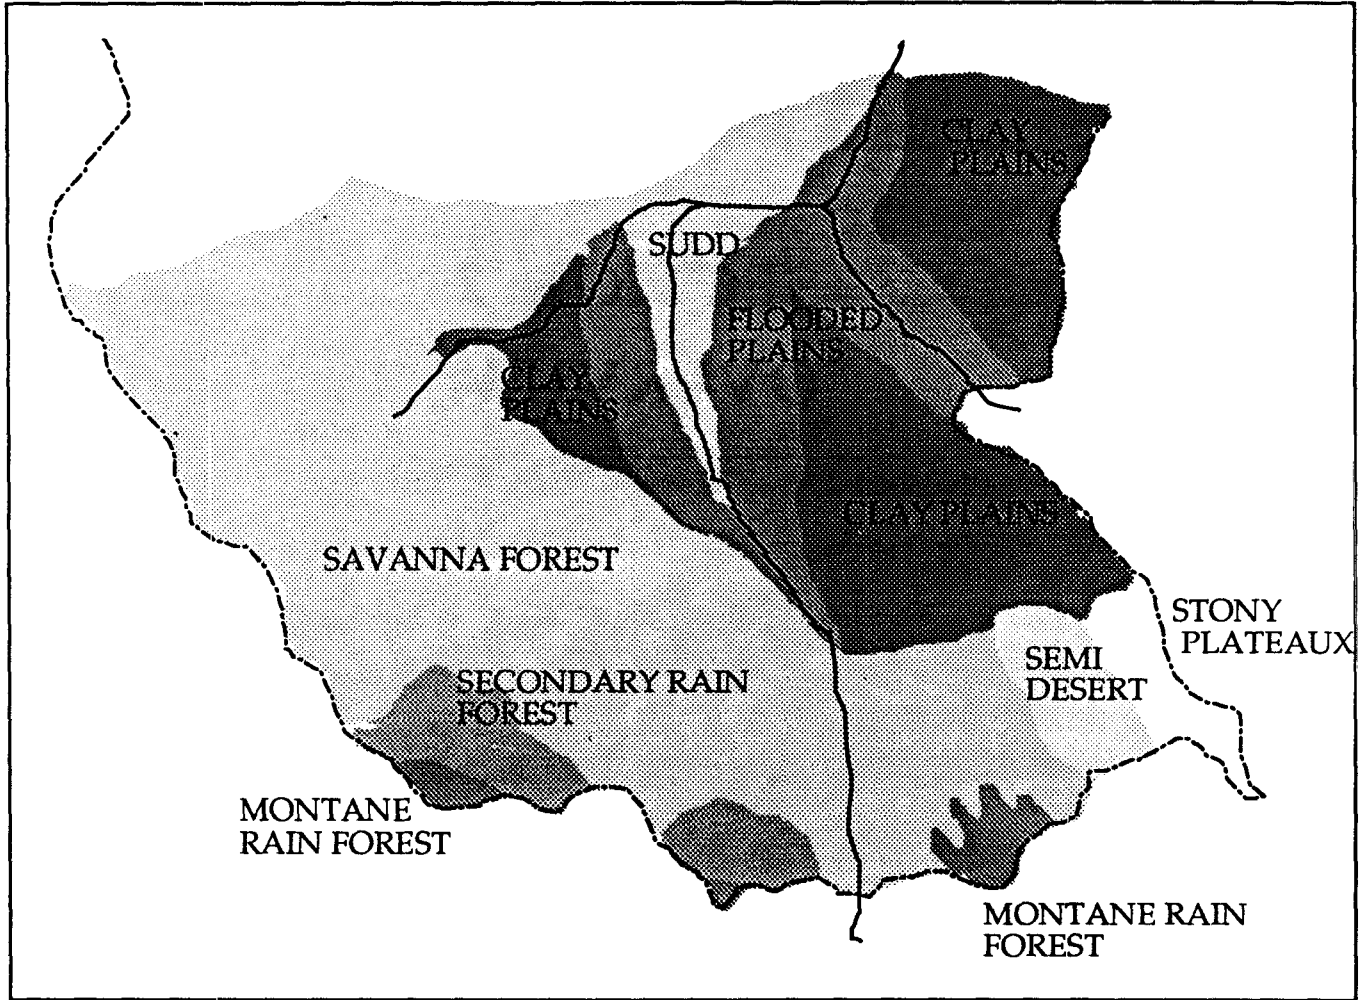 CLAY
PLAINS
SUDD
FLOODED
PLAINS
CLAY
PLAINS
CLAY PLAINS
SAVANNA FOREST
STONY
PLATEAUX
SEMI
DESERT
SECONDARY RAIN
FOREST
MONTANE
RAIN FOREST
MONTANE RAIN
FOREST